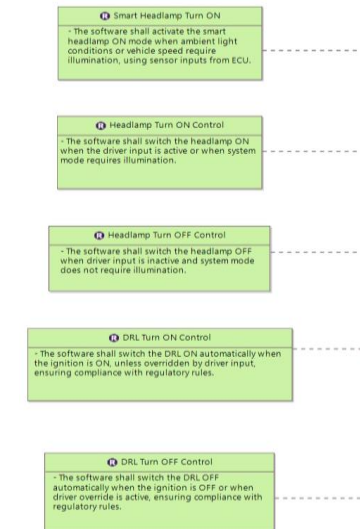 R Smart Headlamp Turn ON
- The software shall activate the smart
headlamp ON mode when ambient light
conditions or vehicle speed require
illumination, using sensor inputs from ECU.
R Headlamp Turn ON Control
- The software shall switch the headlamp ON
when the driver input is active or when system
mode requires illumination.
R Headlamp Turn OFF Control
- The software shall switch the headlamp OFF
when driver input is inactive and system mode
does not require illumination.
R DRL Turn ON Control
- The software shall switch the DRL ON automatically when
the ignition is ON, unless overridden by driver input,
ensuring compliance with regulatory rules.
R DRL Turn OFF Control
- The software shall switch the DRL OFF
automatically when the ignition is OFF or when
driver override is active, ensuring compliance with
regulatory rules.